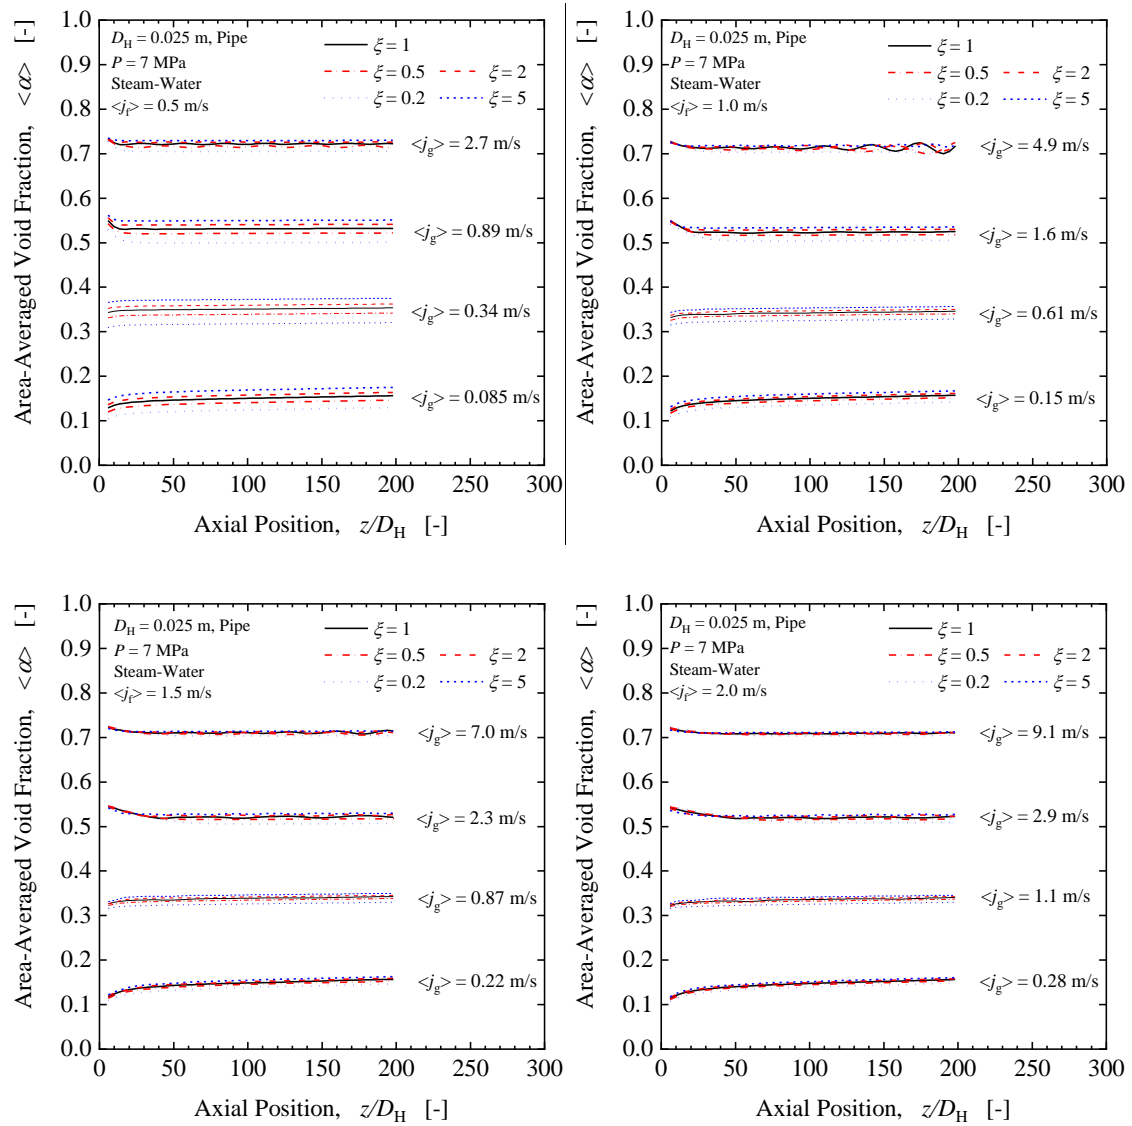 D_H = 0.025 m, Pipe
P = 7 MPa
Steam-Water
<j_f> = 0.5 m/s
ξ = 1
ξ = 0.5 ξ = 2
ξ = 0.2 ξ = 5
<j_g> = 2.7 m/s
<j_g> = 0.89 m/s
<j_g> = 0.34 m/s
<j_g> = 0.085 m/s
1.0
0.9
0.8
0.7
0.6
0.5
0.4
0.3
0.2
0.1
0.0
0 50 100 150 200 250 300
Area-Averaged Void Fraction, <α> [-]
Axial Position, z/D_H [-]
D_H = 0.025 m, Pipe
P = 7 MPa
Steam-Water
<j_f> = 1.0 m/s
ξ = 1
ξ = 0.5 ξ = 2
ξ = 0.2 ξ = 5
<j_g> = 4.9 m/s
<j_g> = 1.6 m/s
<j_g> = 0.61 m/s
<j_g> = 0.15 m/s
1.0
0.9
0.8
0.7
0.6
0.5
0.4
0.3
0.2
0.1
0.0
0 50 100 150 200 250 300
Area-Averaged Void Fraction, <α> [-]
Axial Position, z/D_H [-]
D_H = 0.025 m, Pipe
P = 7 MPa
Steam-Water
<j_f> = 1.5 m/s
ξ = 1
ξ = 0.5 ξ = 2
ξ = 0.2 ξ = 5
<j_g> = 7.0 m/s
<j_g> = 2.3 m/s
<j_g> = 0.87 m/s
<j_g> = 0.22 m/s
1.0
0.9
0.8
0.7
0.6
0.5
0.4
0.3
0.2
0.1
0.0
0 50 100 150 200 250 300
Area-Averaged Void Fraction, <α> [-]
Axial Position, z/D_H [-]
D_H = 0.025 m, Pipe
P = 7 MPa
Steam-Water
<j_f> = 2.0 m/s
ξ = 1
ξ = 0.5 ξ = 2
ξ = 0.2 ξ = 5
<j_g> = 9.1 m/s
<j_g> = 2.9 m/s
<j_g> = 1.1 m/s
<j_g> = 0.28 m/s
1.0
0.9
0.8
0.7
0.6
0.5
0.4
0.3
0.2
0.1
0.0
0 50 100 150 200 250 300
Area-Averaged Void Fraction, <α> [-]
Axial Position, z/D_H [-]